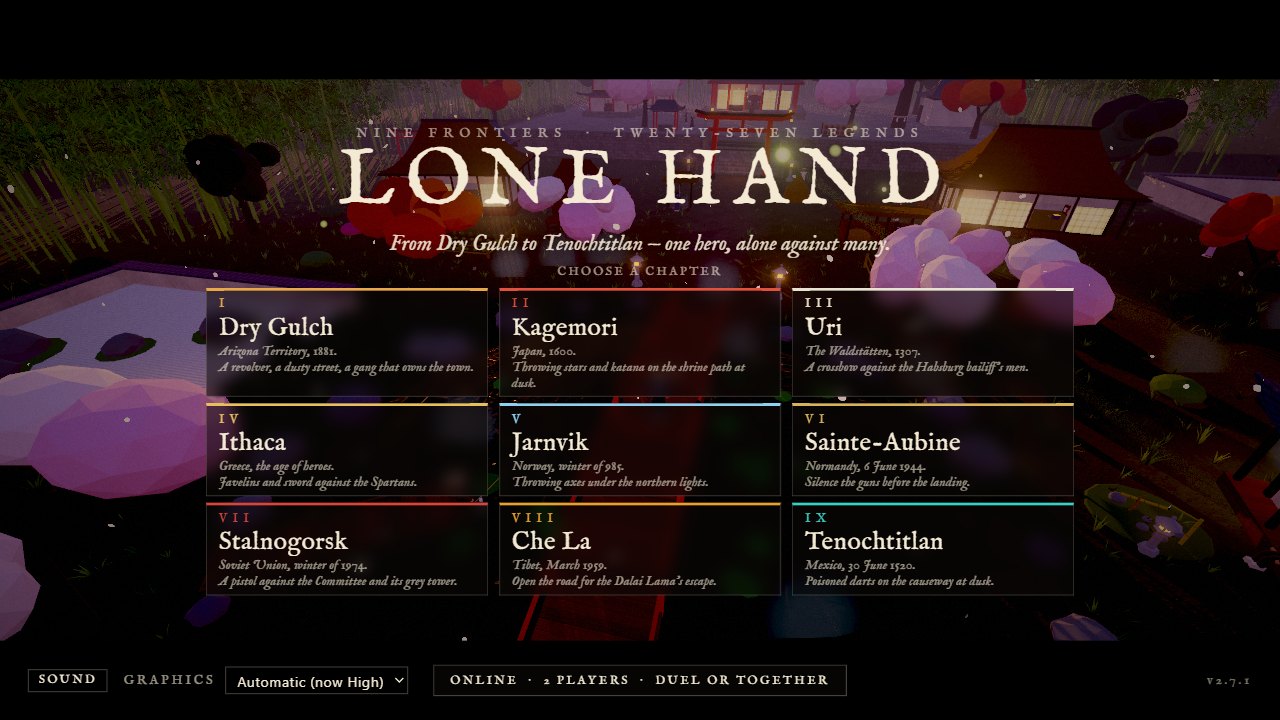 NINE FRONTIERS · TWENTY-SEVEN LEGENDS
LONE HAND
From Dry Gulch to Tenochtitlan – one hero, alone against many.
CHOOSE A CHAPTER
I
Dry Gulch
Arizona Territory, 1881.
A revolver, a dusty street, a gang that owns the town.
II
Kagemori
Japan, 1600.
Throwing stars and katana on the shrine path at
dusk.
III
Uri
The Waldstätten, 1307.
A crossbow against the Habsburg bailiff's men.
IV
Ithaca
Greece, the age of heroes.
Javelins and sword against the Spartans.
V
Jarnvik
Norway, winter of 985.
Throwing axes under the northern lights.
VI
Sainte-Aubine
Normandy, 6 June 1944.
Silence the guns before the landing.
VII
Stalnogorsk
Soviet Union, winter of 1974.
A pistol against the Committee and its grey tower.
VIII
Che La
Tibet, March 1959.
Open the road for the Dalai Lama's escape.
IX
Tenochtitlan
Mexico, 30 June 1520.
Poisoned darts on the causeway at dusk.
SOUND
GRAPHICS
Automatic (now High)
ONLINE · 2 PLAYERS · DUEL OR TOGETHER
v2.7.1